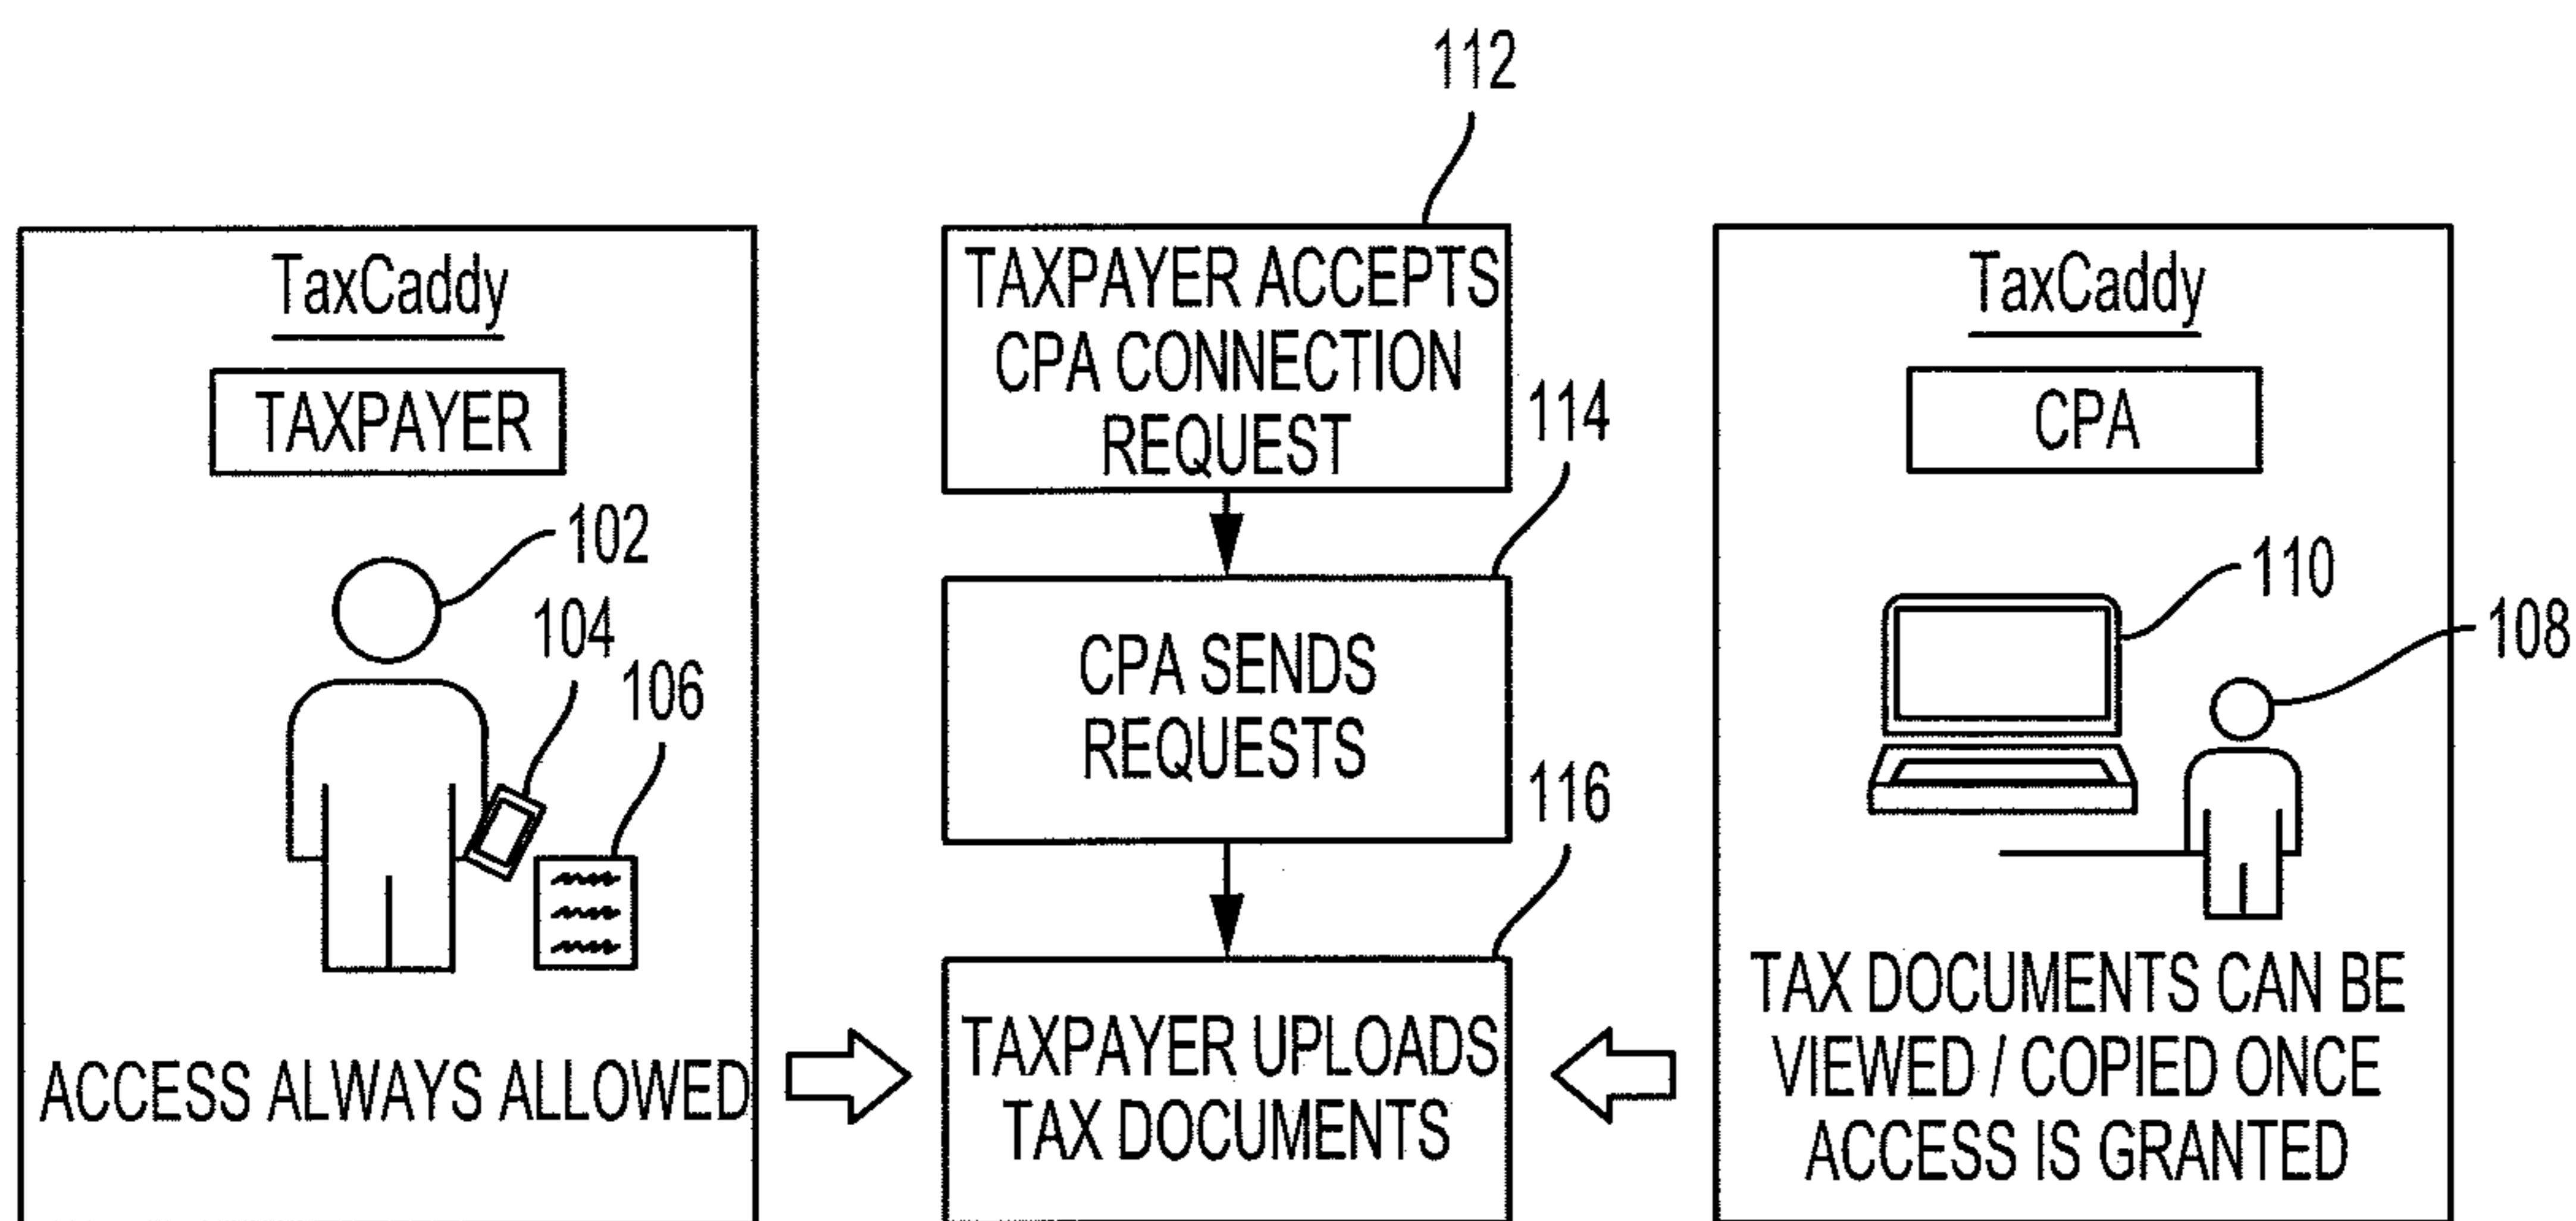 TaxCaddy
TAXPAYER
102
104
106
ACCESS ALWAYS ALLOWED
112
TAXPAYER ACCEPTS
CPA CONNECTION
REQUEST
114
CPA SENDS
REQUESTS
116
TAXPAYER UPLOADS
TAX DOCUMENTS
TaxCaddy
CPA
110
108
TAX DOCUMENTS CAN BE
VIEWED / COPIED ONCE
ACCESS IS GRANTED